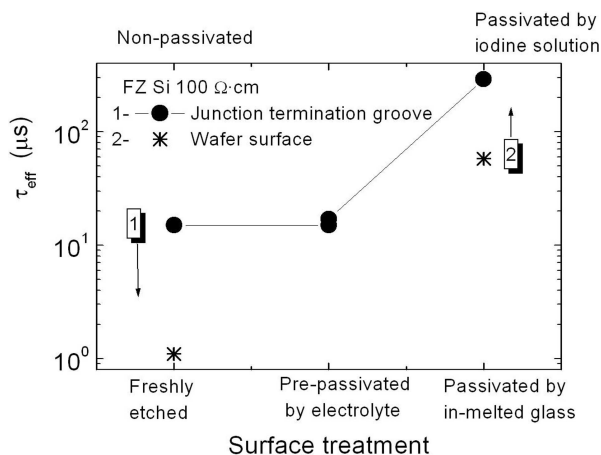 Non-passivated
Passivated by
iodine solution
FZ Si 100 Ω·cm
1- Junction termination groove
2- Wafer surface
τeff (μs)
10²
10¹
10⁰
1
2
Freshly
etched
Pre-passivated
by electrolyte
Passivated by
in-melted glass
Surface treatment